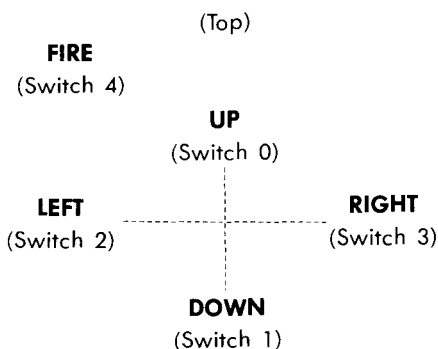 (Top)
FIRE
(Switch 4)
UP
(Switch 0)
LEFT
(Switch 2)
RIGHT
(Switch 3)
DOWN
(Switch 1)